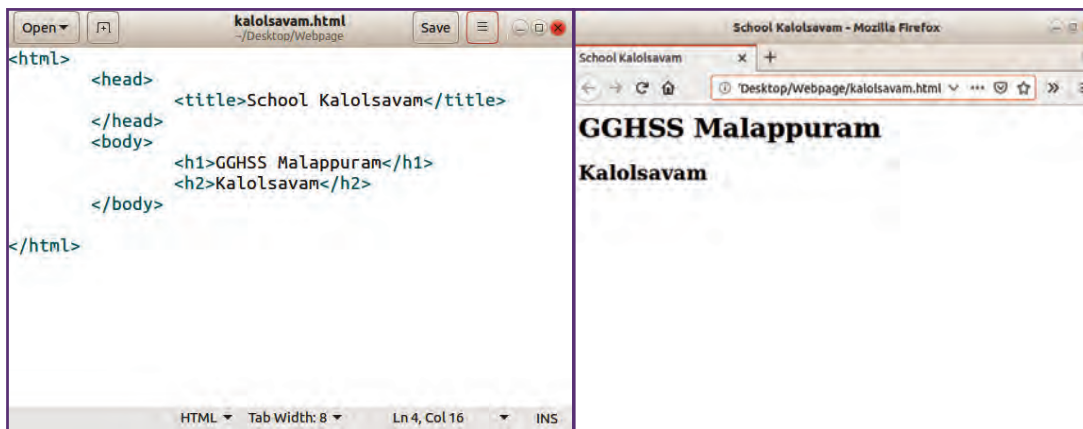 Open
kalolsavam.html
~/Desktop/Webpage
Save
<html>
<head>
<title>School Kalolsavam</title>
</head>
<body>
<h1>GGHSS Malappuram</h1>
<h2>Kalolsavam</h2>
</body>
</html>
HTML Tab Width: 8 Ln 4, Col 16 INS
School Kalolsavam - Mozilla Firefox
School Kalolsavam
'Desktop/Webpage/kalolsavam.html
GGHSS Malappuram
Kalolsavam